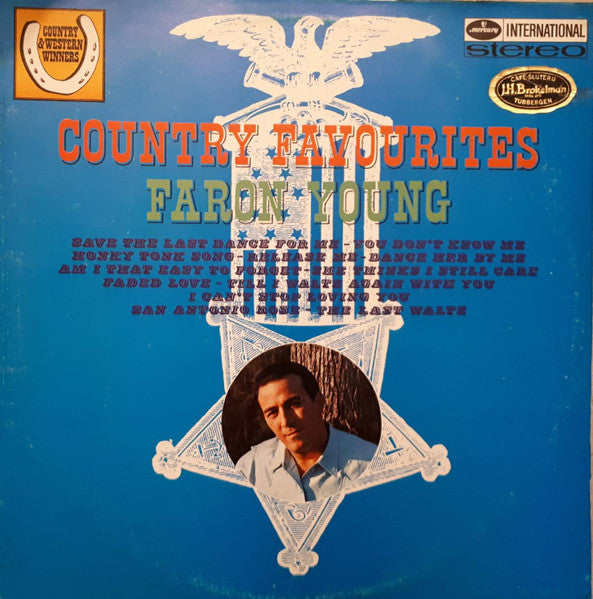 COUNTRY
& WESTERN
WINNERS
MERCURY
INTERNATIONAL
stereo
CAFÉ-SLIJTERIJ
J.H. Brokelman
TUBBERGEN
COUNTRY FAVOURITES
FARON YOUNG
SAVE THE LAST DANCE FOR ME - YOU DON'T KNOW ME
HONKY TONK SONG - RELEASE ME - DANCE HER BY ME
AM I THAT EASY TO FORGET - SHE THINKS I STILL CARE
FADED LOVE - TILL I WALTZ AGAIN WITH YOU
I CAN'T STOP LOVING YOU
SAN ANTONIO ROSE - THE LAST WALTZ